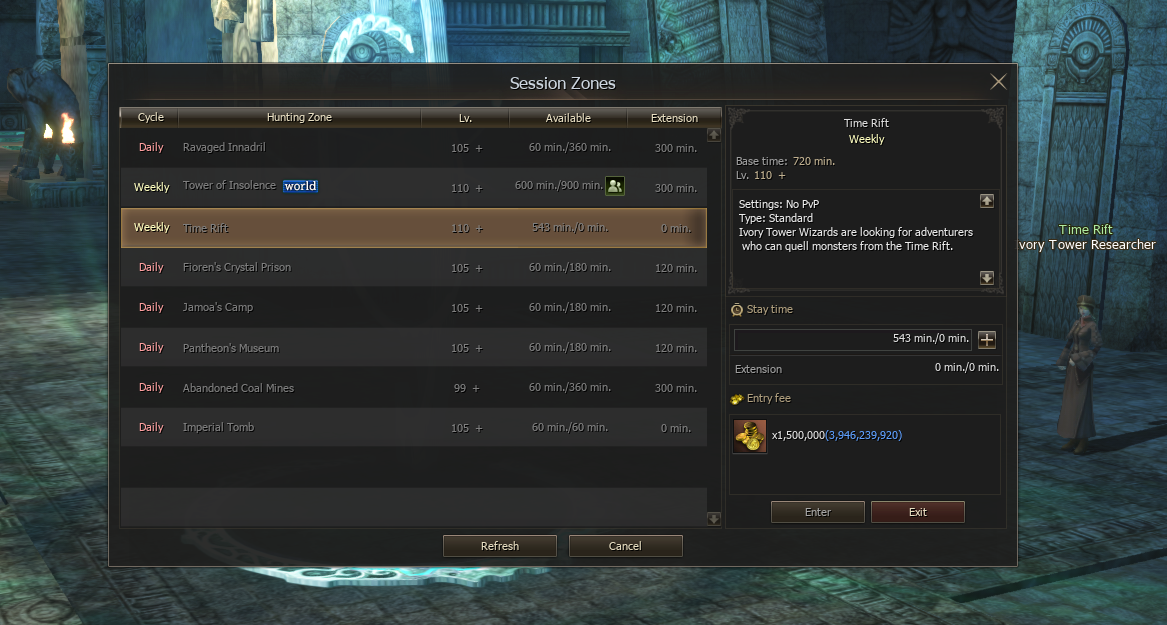 Session Zones
Cycle Hunting Zone Lv. Available Extension
Daily Ravaged Innadril 105 + 60 min./360 min. 300 min.
Weekly Tower of Insolence world 110 + 600 min./900 min. 300 min.
Weekly Time Rift 110 + 543 min./0 min. 0 min.
Daily Fioren's Crystal Prison 105 + 60 min./180 min. 120 min.
Daily Jamoa's Camp 105 + 60 min./180 min. 120 min.
Daily Pantheon's Museum 105 + 60 min./180 min. 120 min.
Daily Abandoned Coal Mines 99 + 60 min./360 min. 300 min.
Daily Imperial Tomb 105 + 60 min./60 min. 0 min.
Refresh Cancel
Time Rift
Weekly
Base time: 720 min.
Lv. 110 +
Settings: No PvP
Type: Standard
Ivory Tower Wizards are looking for adventurers
who can quell monsters from the Time Rift.
Stay time
543 min./0 min.
Extension 0 min./0 min.
Entry fee
x1,500,000(3,946,239,920)
Enter Exit
Time Rift
vory Tower Researcher